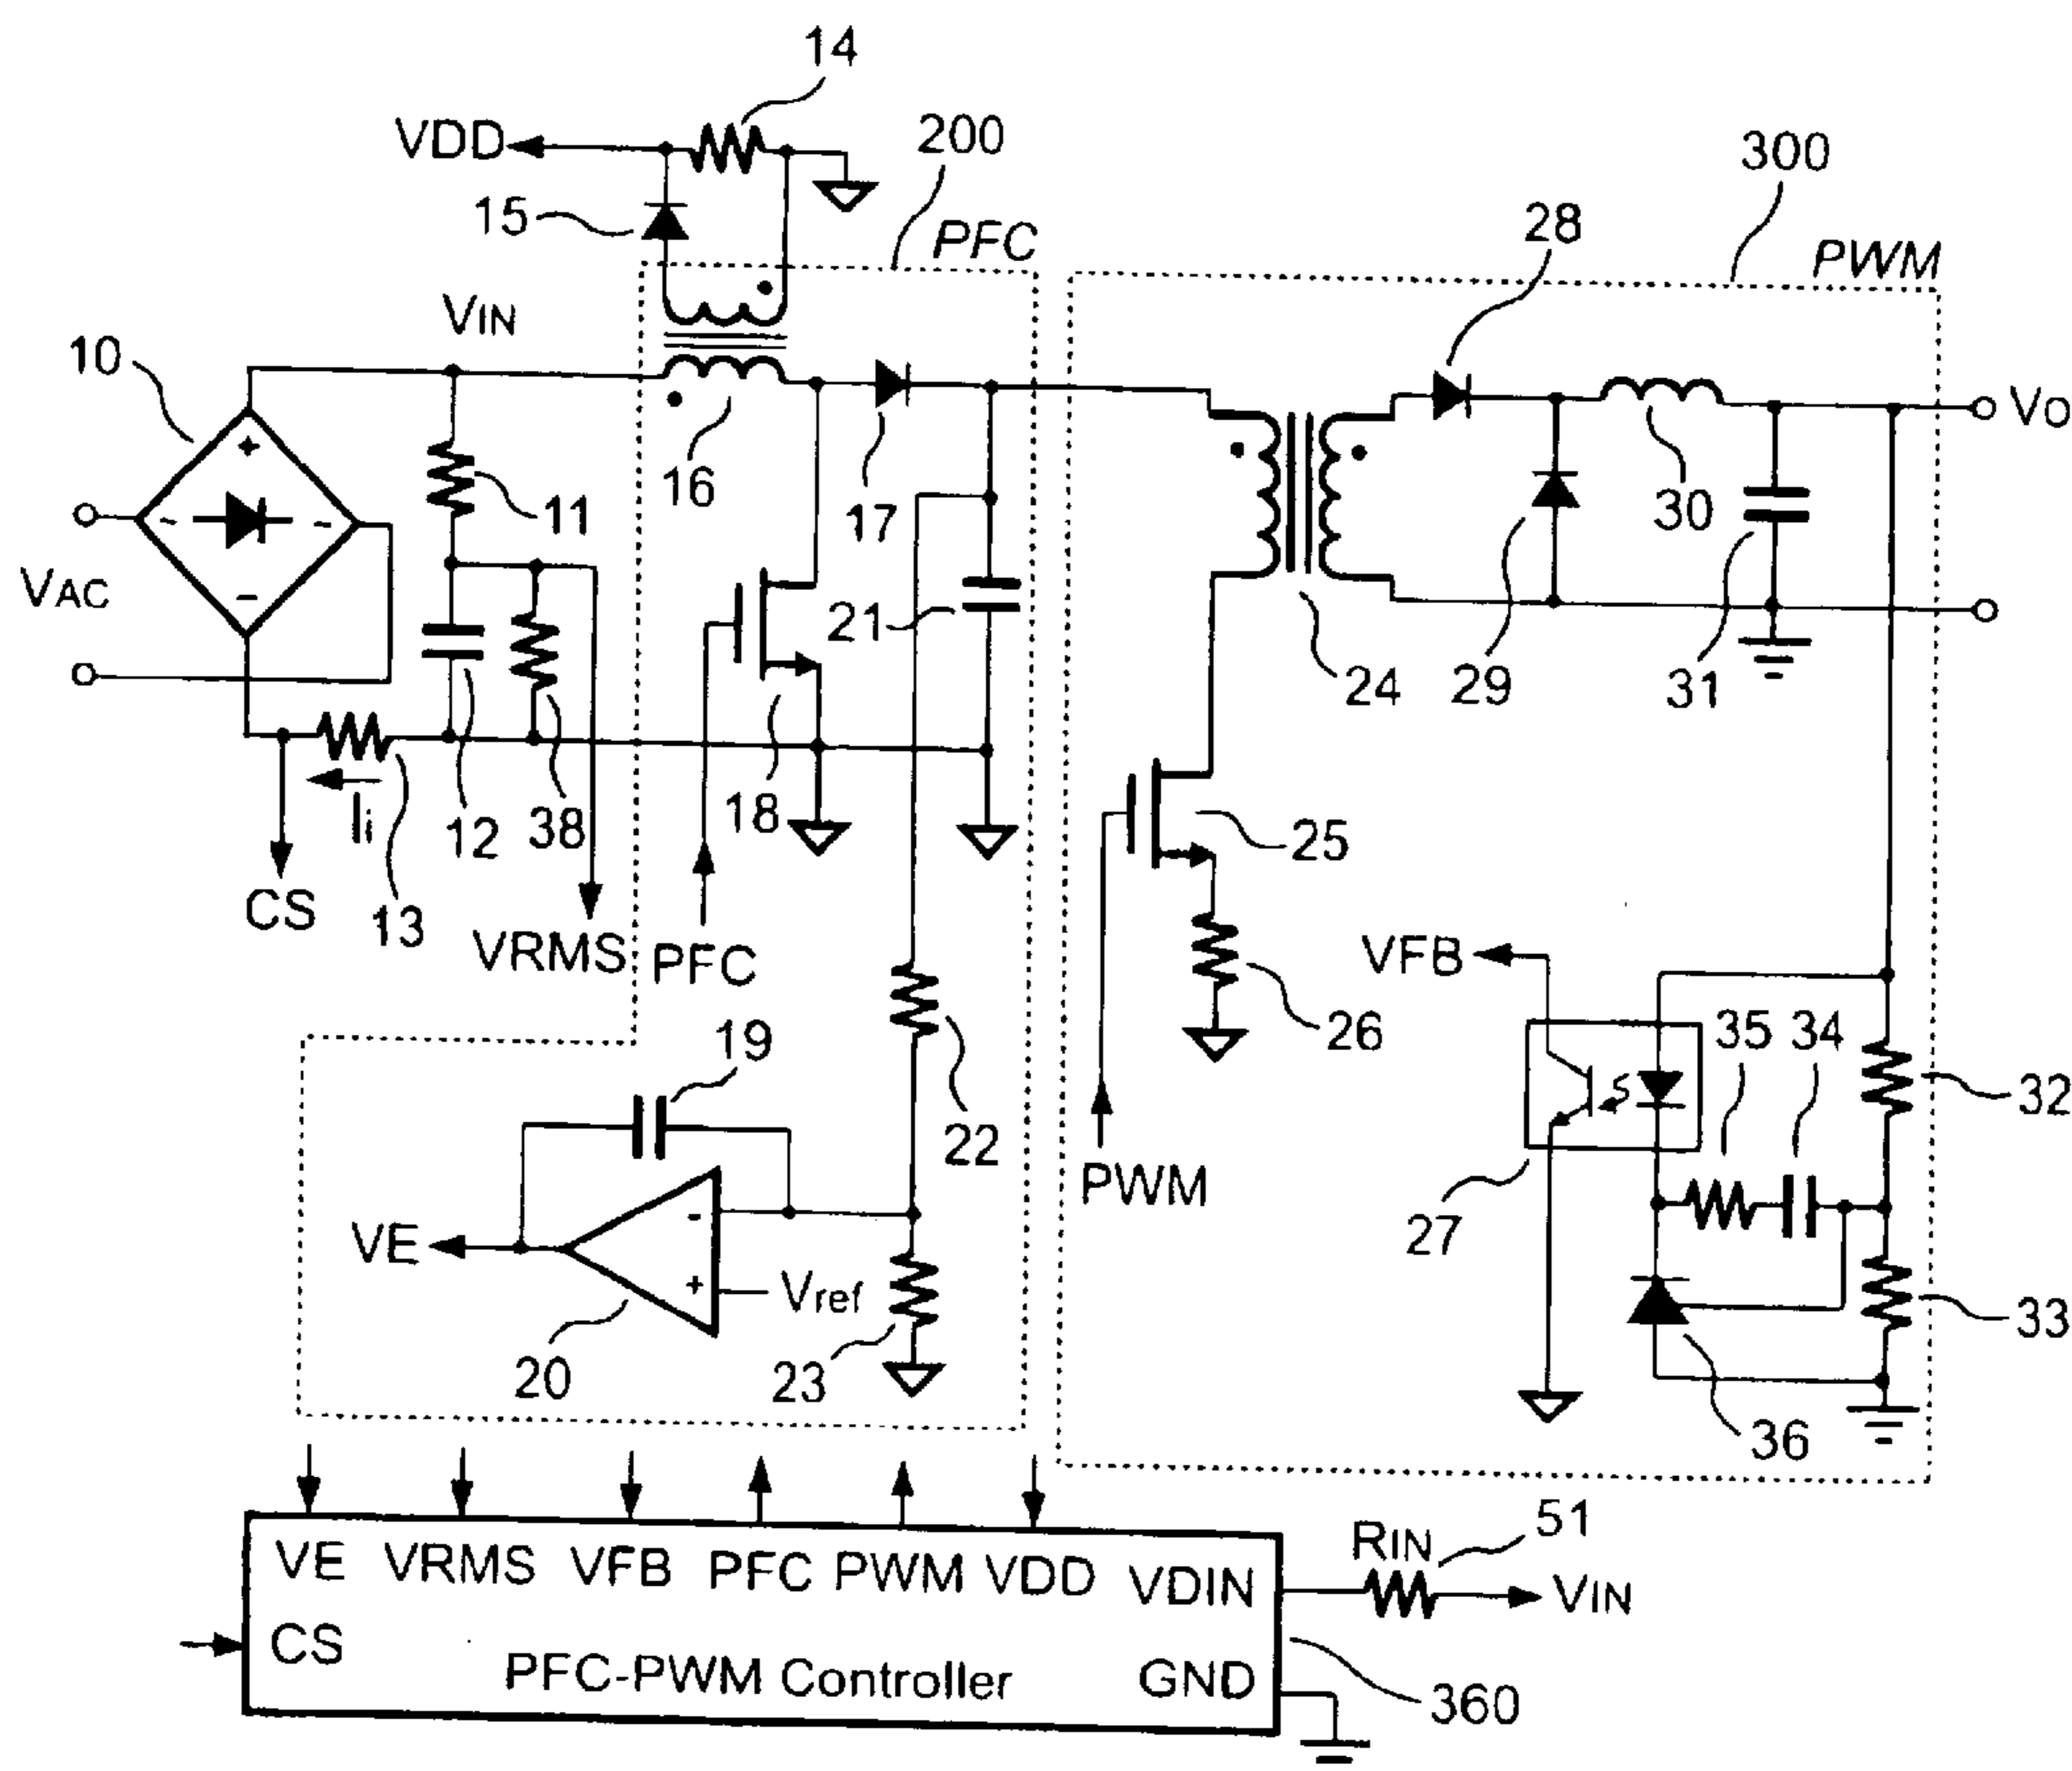 14
VDD
200
300
15
PFC
28
PWM
VIN
10
VO
+
16
11
17
30
~ ~
VAC
-
21
24
29
31
Ii
12
38
18
25
CS
13
VRMS
PFC
VFB
26
19
35
34
32
22
PWM
-
27
VE
+
Vref
33
20
23
36
51
RIN
VE
VRMS
VFB
PFC
PWM
VDD
VDIN
VIN
CS
PFC-PWM Controller
GND
360